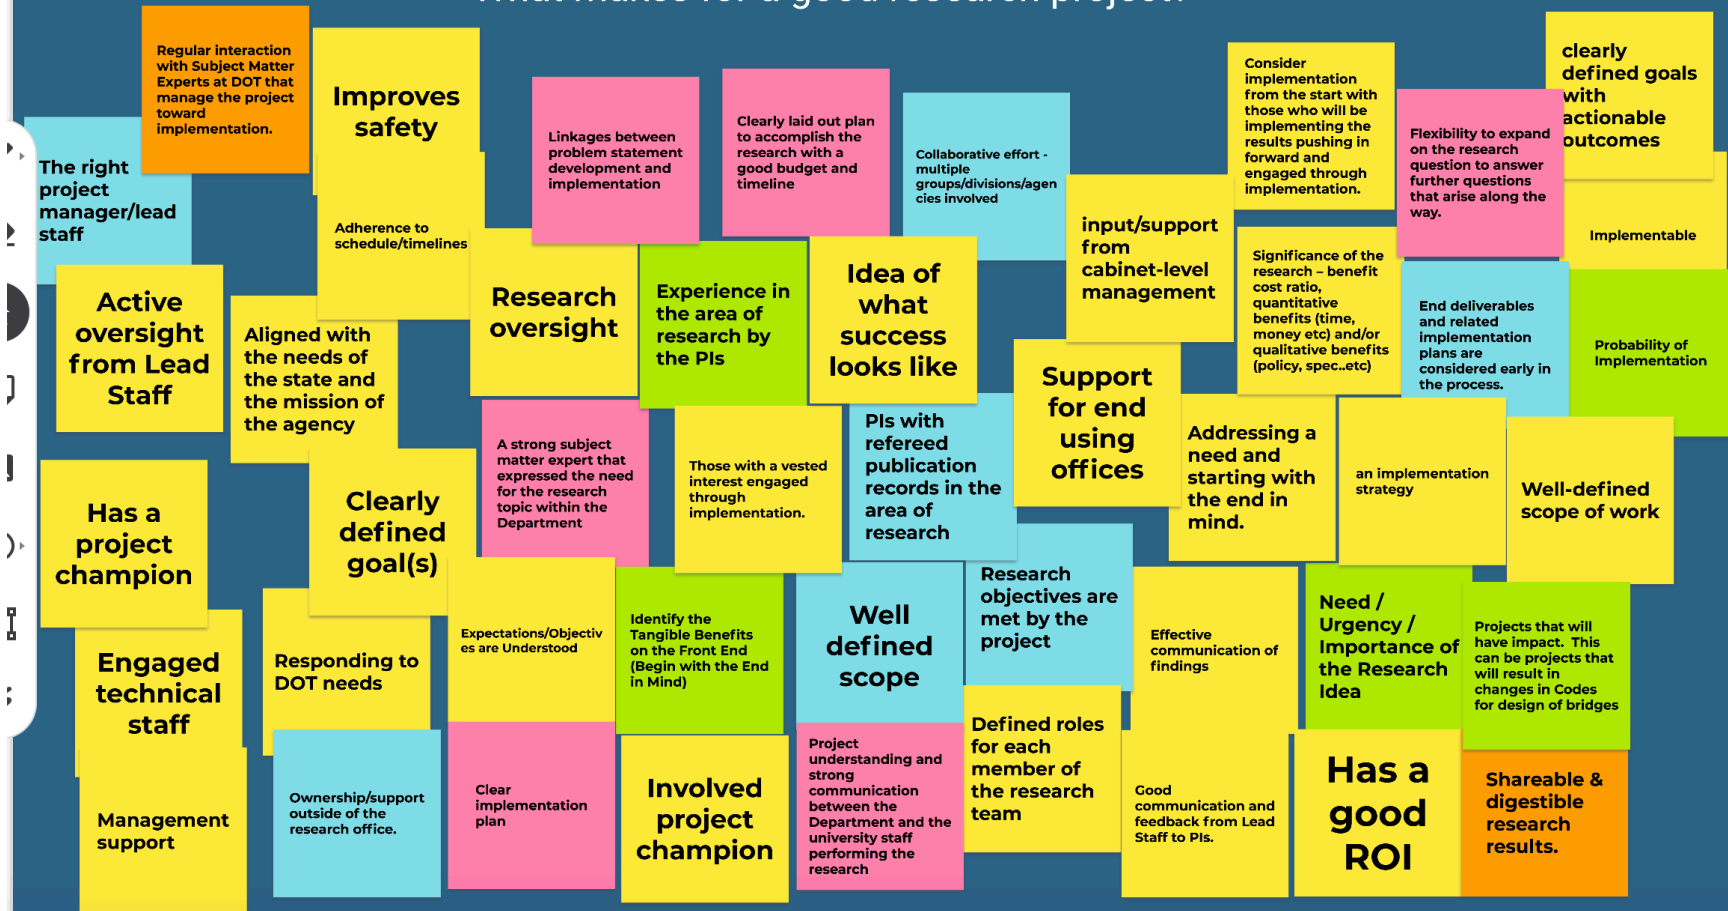 What makes for a good research project?
Regular interaction
with Subject Matter
Experts at DOT that
manage the project
toward
implementation.
Improves
safety
The right
project
manager/lead
staff
Adherence to
schedule/timelines
Linkages between
problem statement
development and
implementation
Clearly laid out plan
to accomplish the
research with a
good budget and
timeline
Collaborative effort -
multiple
groups/divisions/agen
cies involved
Consider
implementation
from the start with
those who will be
implementing the
results pushing in
forward and
engaged through
implementation.
Flexibility to expand
on the research
question to answer
further questions
that arise along the
way.
clearly
defined goals
with
actionable
outcomes
Implementable
input/support
from
cabinet-level
management
Significance of the
research – benefit
cost ratio,
quantitative
benefits (time,
money etc) and/or
qualitative benefits
(policy, spec..etc)
End deliverables
and related
implementation
plans are
considered early in
the process.
Probability of
Implementation
Active
oversight
from Lead
Staff
Aligned with
the needs of
the state and
the mission of
the agency
Research
oversight
Experience in
the area of
research by
the PIs
Idea of
what
success
looks like
Support
for end
using
offices
Addressing a
need and
starting with
the end in
mind.
an implementation
strategy
Well-defined
scope of work
Has a
project
champion
Clearly
defined
goal(s)
A strong subject
matter expert that
expressed the need
for the research
topic within the
Department
Those with a vested
interest engaged
through
implementation.
PIs with
refereed
publication
records in the
area of
research
Engaged
technical
staff
Responding to
DOT needs
Expectations/Objectiv
es are Understood
Identify the
Tangible Benefits
on the Front End
(Begin with the End
in Mind)
Well
defined
scope
Research
objectives are
met by the
project
Effective
communication of
findings
Need /
Urgency /
Importance of
the Research
Idea
Projects that will
have impact. This
can be projects that
will result in
changes in Codes
for design of bridges
Management
support
Ownership/support
outside of the
research office.
Clear
implementation
plan
Involved
project
champion
Project
understanding and
strong
communication
between the
Department and the
university staff
performing the
research
Defined roles
for each
member of
the research
team
Good
communication and
feedback from Lead
Staff to PIs.
Has a
good
ROI
Shareable &
digestible
research
results.